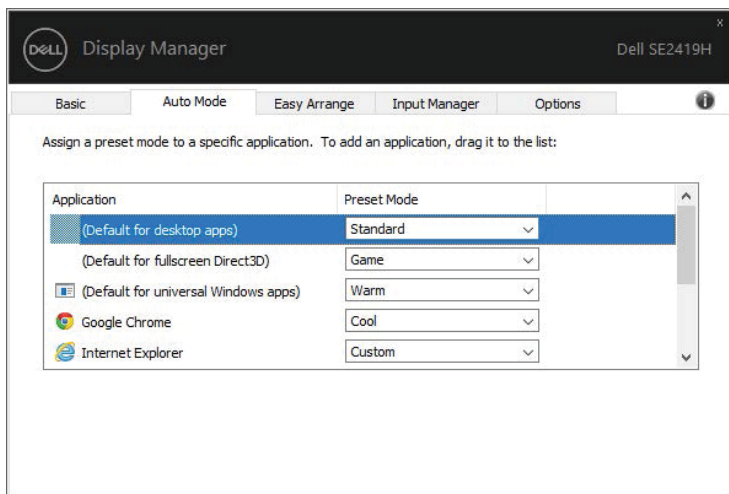 x
DELL Display Manager Dell SE2419H
Basic Auto Mode Easy Arrange Input Manager Options i
Assign a preset mode to a specific application. To add an application, drag it to the list:
Application Preset Mode
(Default for desktop apps) Standard
(Default for fullscreen Direct3D) Game
(Default for universal Windows apps) Warm
Google Chrome Cool
Internet Explorer Custom